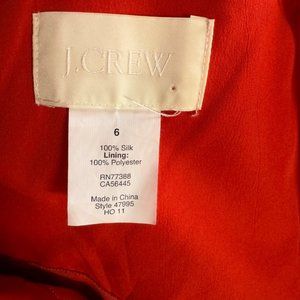 J.CREW
6
100% Silk
Lining:
100% Polyester
RN77388
CA56445
Made in China
Style 47995
HO 11